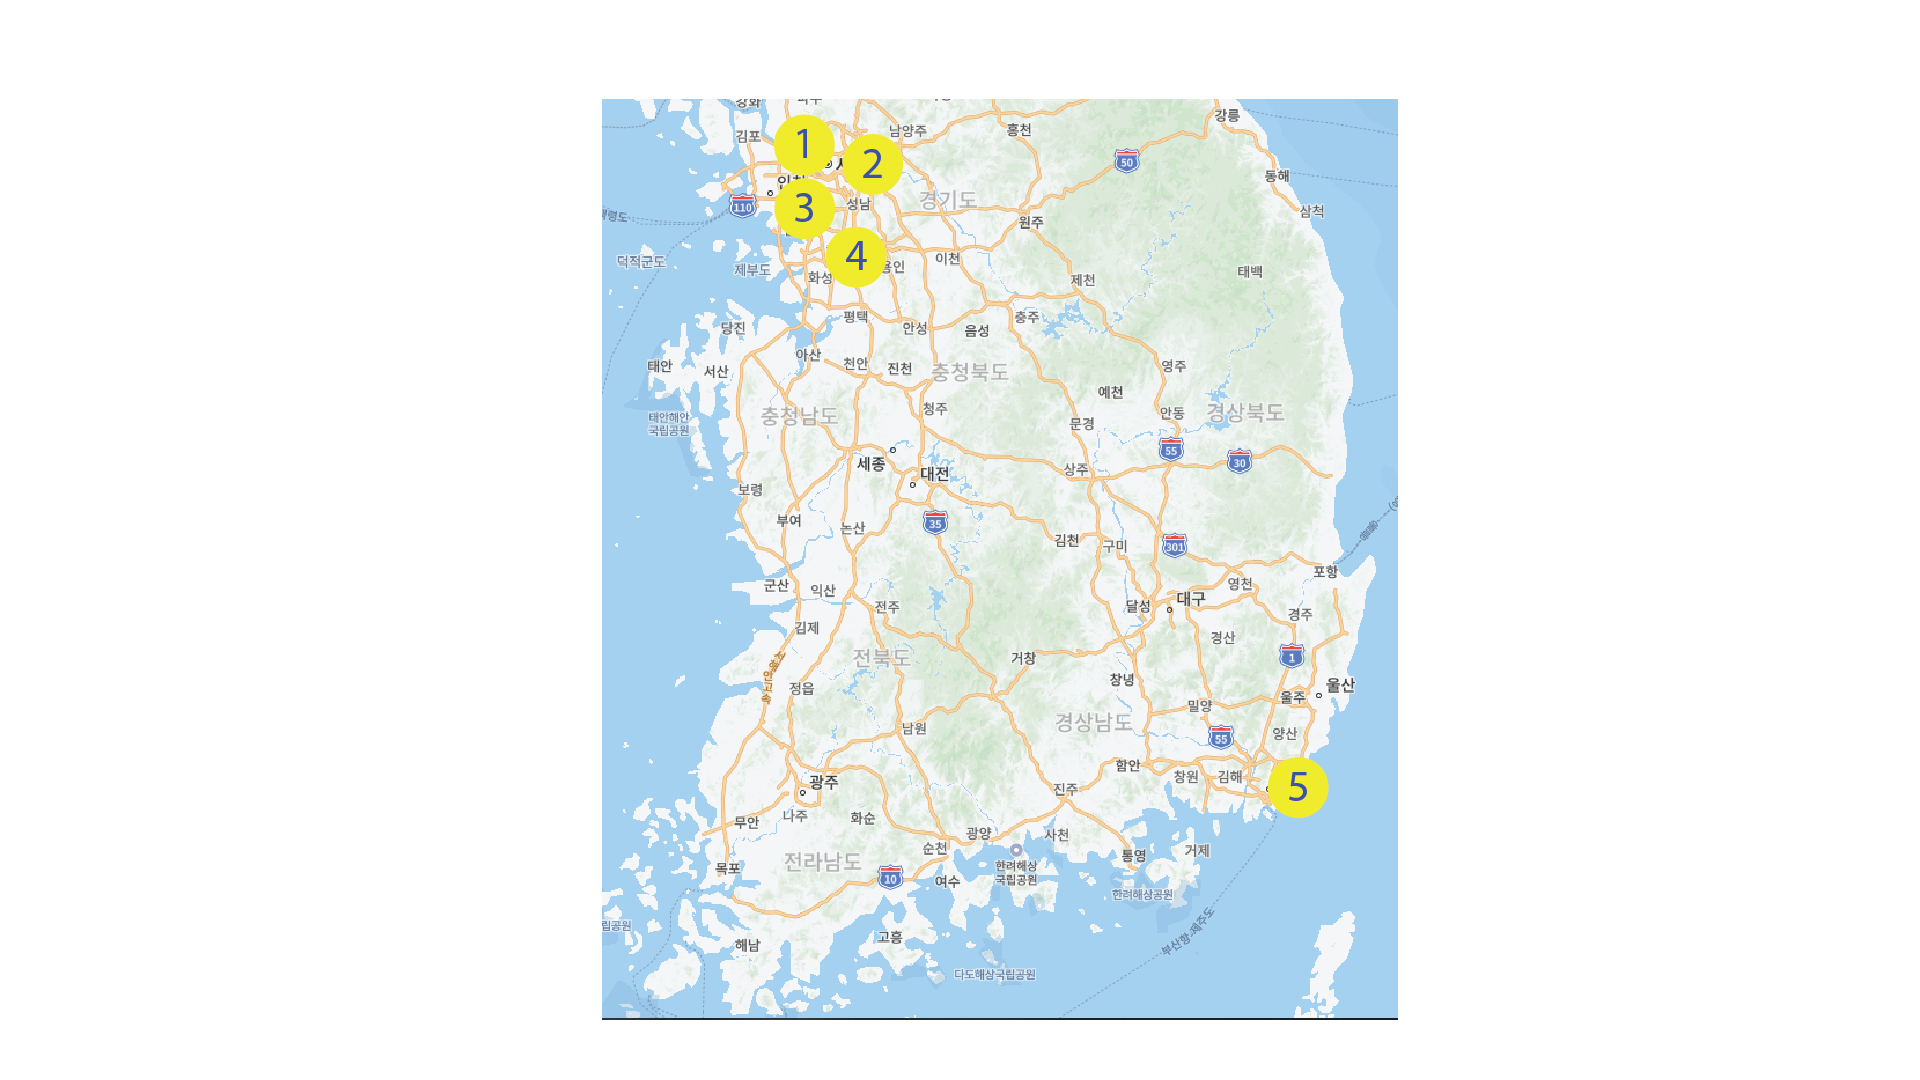 강화
김포
남양주
홍천
강릉
1
2
50
동해
3
성남
경기도
110
삼척
원주
4
용인
이천
덕적군도
제부도
화성
제천
태백
당진
평택
안성
음성
충주
아산
천안
진천
태안
서산
충청북도
영주
예천
충청남도
청주
안동
경상북도
태안해안
국립공원
문경
55
30
세종
대전
상주
보령
부여
논산
35
김천
구미
301
포항
군산
익산
영천
전주
달성
대구
경주
김제
경산
전북도
거창
1
정읍
창녕
울산
울주
밀양
경상남도
남원
55
양산
함안
창원
김해
광주
진주
5
무안
나주
화순
광양
사천
순천
통영
거제
전라남도
목포
10
여수
한려해상
국립공원
한려해상공원
립공원
고흥
해남
부산항-제주도
다도해상국립공원